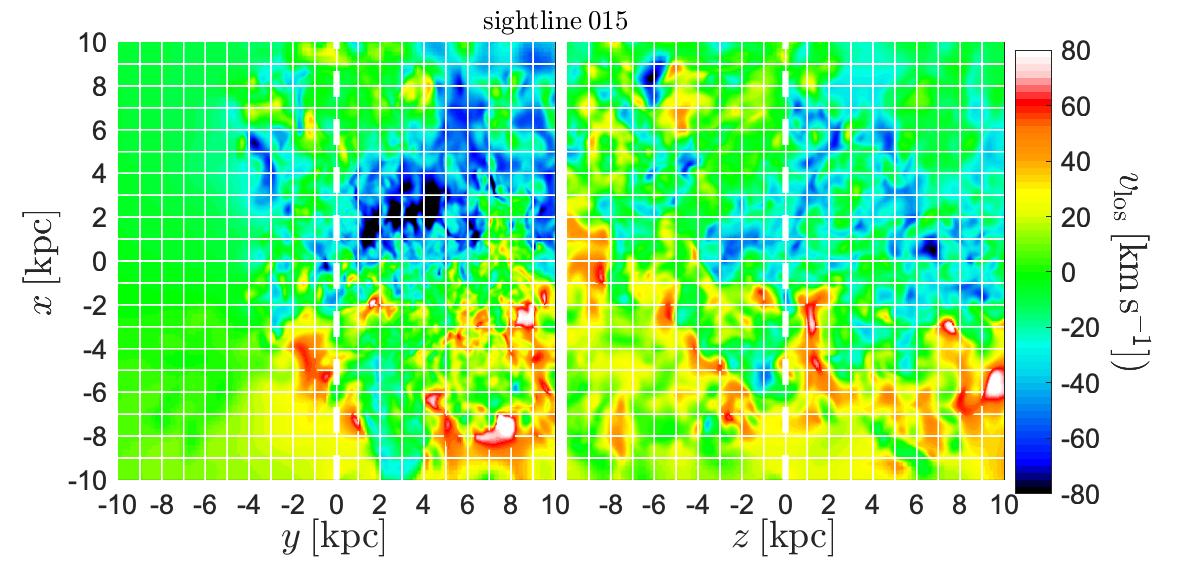 sightline 015
10
8
6
4
2
0
-2
-4
-6
-8
-10
x [kpc]
-10 -8 -6 -4 -2 0 2 4 6 8 10
y [kpc]
-8 -6 -4 -2 0 2 4 6 8 10
z [kpc]
80
60
40
20
0
-20
-40
-60
-80
v_los [km s⁻¹])